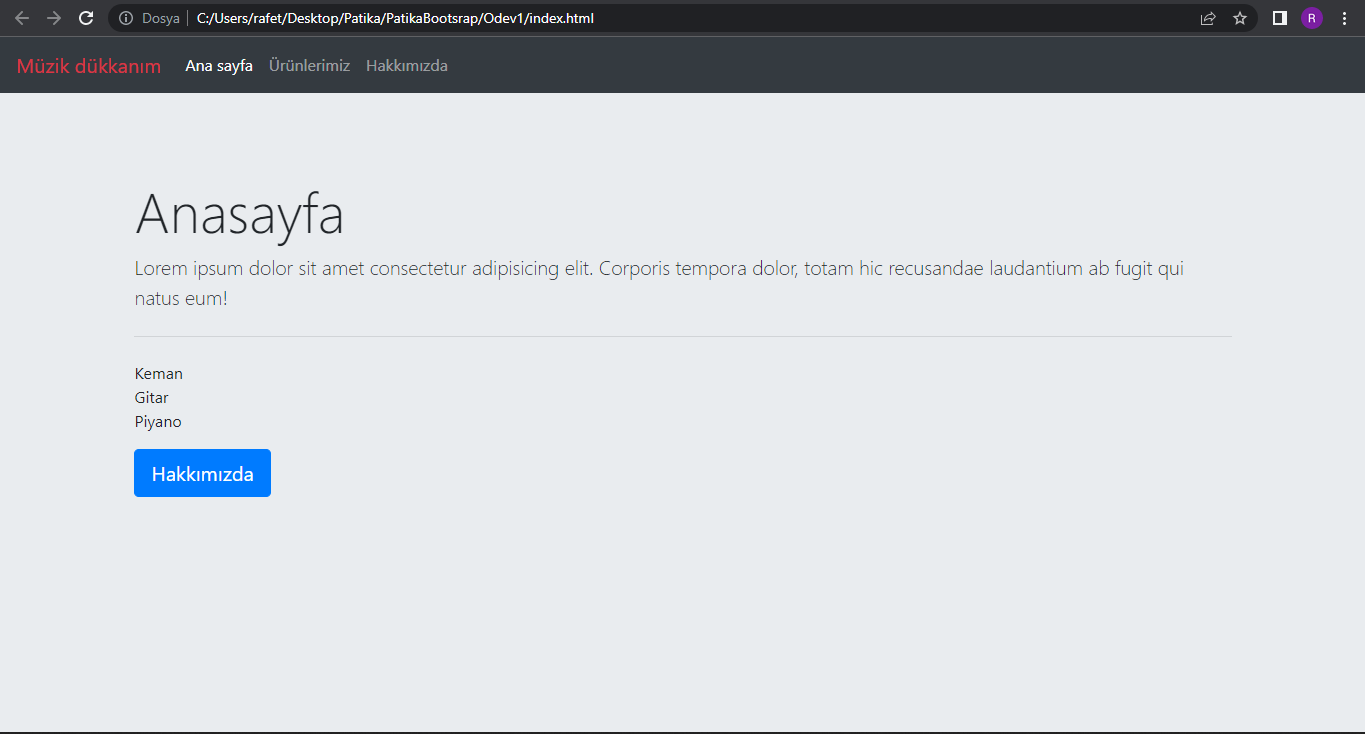 Dosya C:/Users/rafet/Desktop/Patika/PatikaBootsrap/Odev1/index.html R
Müzik dükkanım Ana sayfa Ürünlerimiz Hakkımızda
Anasayfa
Lorem ipsum dolor sit amet consectetur adipisicing elit. Corporis tempora dolor, totam hic recusandae laudantium ab fugit qui
natus eum!
Keman
Gitar
Piyano
Hakkımızda